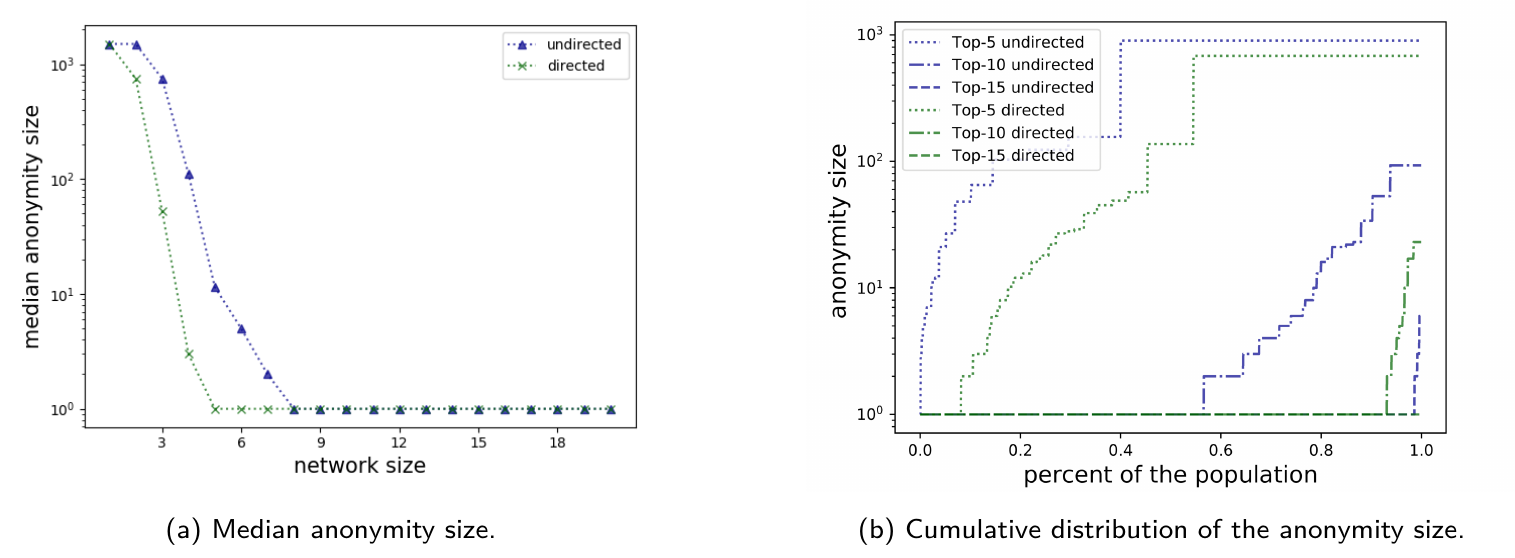 median anonymity size
10³
10²
10¹
10⁰
undirected
directed
3
6
9
12
15
18
network size
(a) Median anonymity size.
anonymity size
10³
10²
10¹
10⁰
Top-5 undirected
Top-10 undirected
Top-15 undirected
Top-5 directed
Top-10 directed
Top-15 directed
0.0
0.2
0.4
0.6
0.8
1.0
percent of the population
(b) Cumulative distribution of the anonymity size.